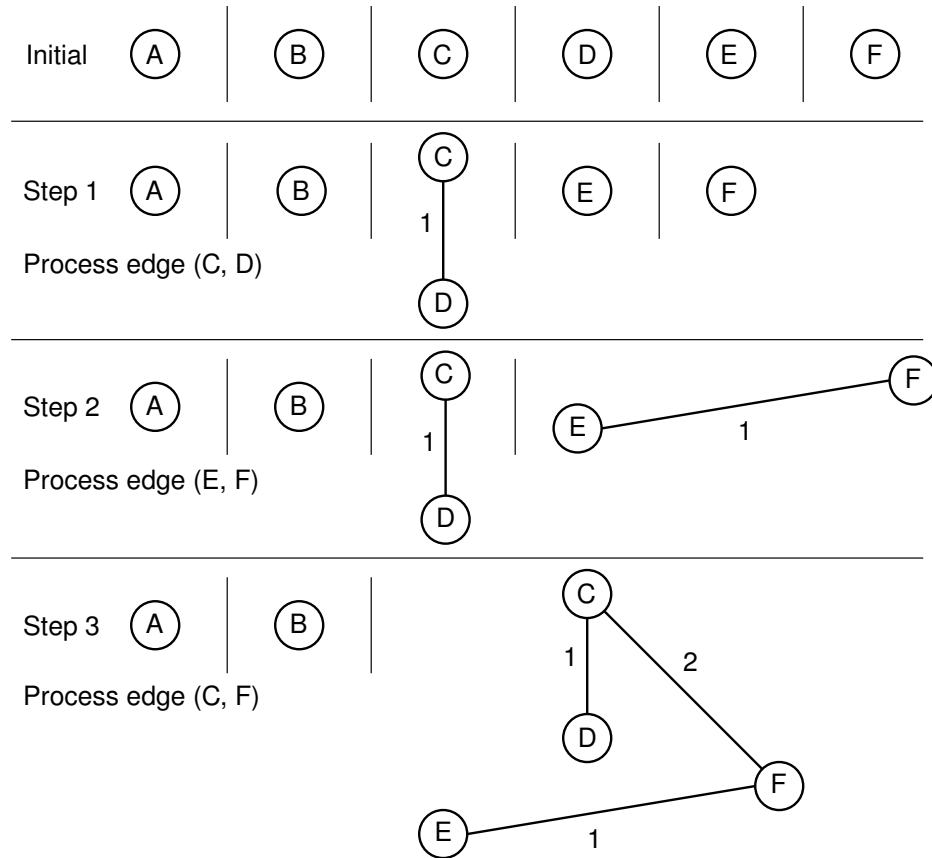 Initial A B C D E F
C
Step 1 A B E F
1
Process edge (C, D)
D
C F
Step 2 A B 1 E 1
Process edge (E, F)
D
C
Step 3 A B
1 2
Process edge (C, F)
D
F
E 1